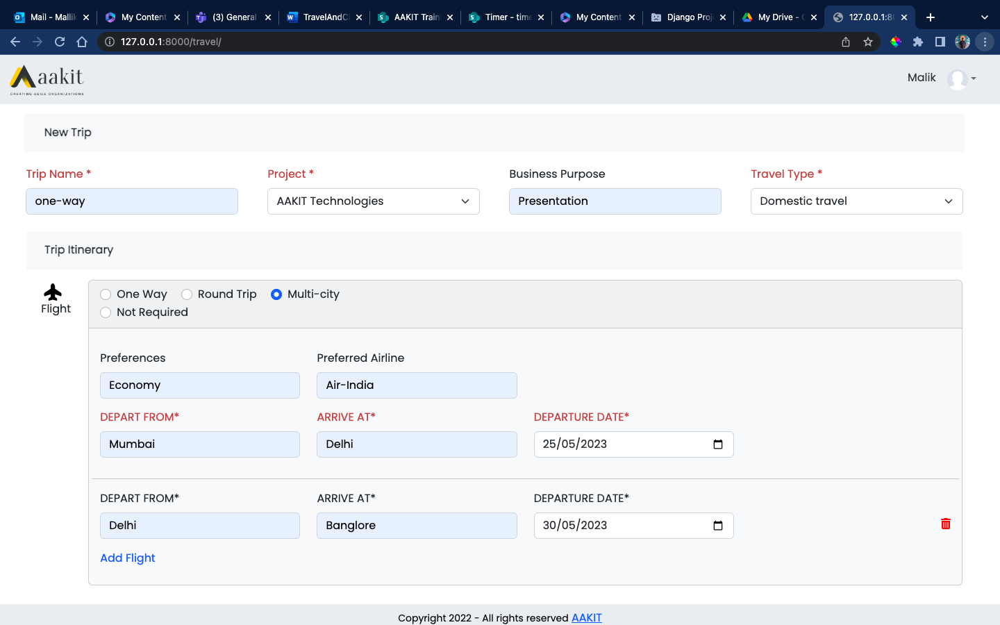 Mail - Mallik My Content (3) General TravelAndCl AAKIT Train Timer - time My Content Django Proj My Drive - G 127.0.0.1:80
127.0.0.1:8000/travel/
aakit
CREATING AGILE ORGANIZATIONS
Malik
New Trip
Trip Name * Project * Business Purpose Travel Type *
one-way AAKIT Technologies Presentation Domestic travel
Trip Itinerary
Flight
One Way Round Trip Multi-city
Not Required
Preferences Preferred Airline
Economy Air-India
DEPART FROM* ARRIVE AT* DEPARTURE DATE*
Mumbai Delhi 25/05/2023
DEPART FROM* ARRIVE AT* DEPARTURE DATE*
Delhi Banglore 30/05/2023
Add Flight
Copyright 2022 - All rights reserved AAKIT